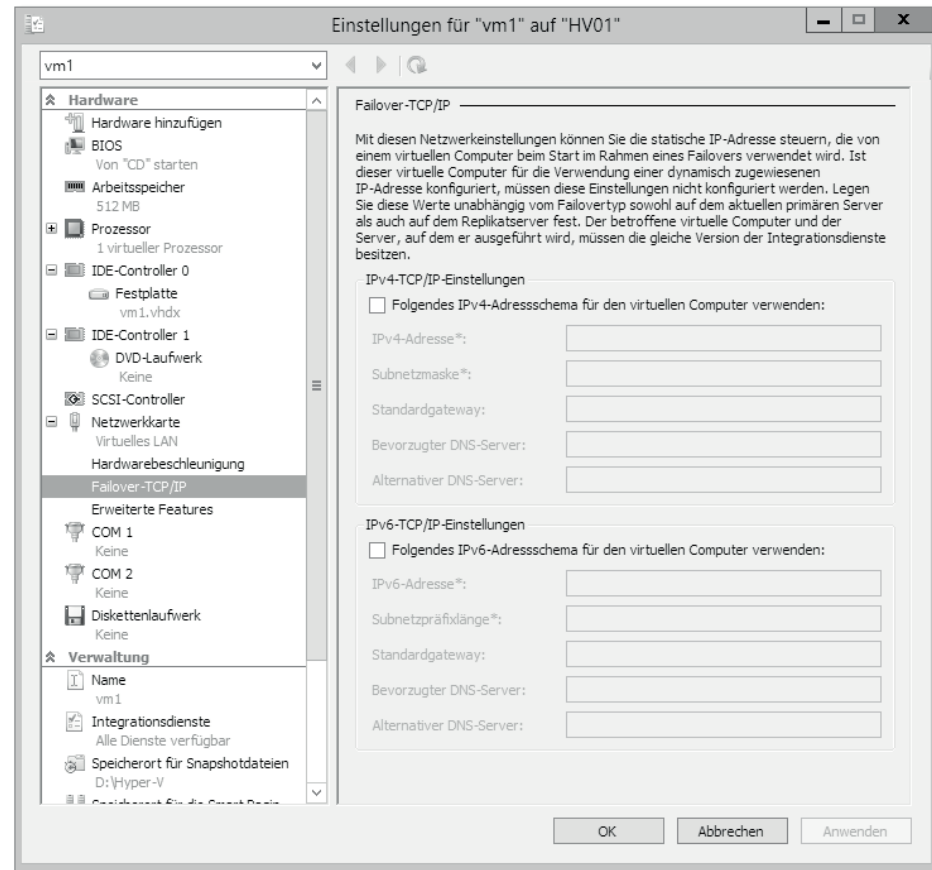 Einstellungen für "vm1" auf "HV01"
vm1
Hardware
Hardware hinzufügen
BIOS
Von "CD" starten
Arbeitsspeicher
512 MB
Prozessor
1 virtueller Prozessor
IDE-Controller 0
Festplatte
vm1.vhdx
IDE-Controller 1
DVD-Laufwerk
Keine
SCSI-Controller
Netzwerkkarte
Virtuelles LAN
Hardwarebeschleunigung
Failover-TCP/IP
Erweiterte Features
COM 1
Keine
COM 2
Keine
Diskettenlaufwerk
Keine
Verwaltung
Name
vm1
Integrationsdienste
Alle Dienste verfügbar
Speicherort für Snapshotdateien
D:\Hyper-V
Failover-TCP/IP
Mit diesen Netzwerkeinstellungen können Sie die statische IP-Adresse steuern, die von
einem virtuellen Computer beim Start im Rahmen eines Failovers verwendet wird. Ist
dieser virtuelle Computer für die Verwendung einer dynamisch zugewiesenen
IP-Adresse konfiguriert, müssen diese Einstellungen nicht konfiguriert werden. Legen
Sie diese Werte unabhängig vom Failovertyp sowohl auf dem aktuellen primären Server
als auch auf dem Replikatserver fest. Der betroffene virtuelle Computer und der
Server, auf dem er ausgeführt wird, müssen die gleiche Version der Integrationsdienste
besitzen.
IPv4-TCP/IP-Einstellungen
Folgendes IPv4-Adressschema für den virtuellen Computer verwenden:
IPv4-Adresse*:
Subnetzmaske*:
Standardgateway:
Bevorzugter DNS-Server:
Alternativer DNS-Server:
IPv6-TCP/IP-Einstellungen
Folgendes IPv6-Adressschema für den virtuellen Computer verwenden:
IPv6-Adresse*:
Subnetzpräfixlänge*:
Standardgateway:
Bevorzugter DNS-Server:
Alternativer DNS-Server:
OK
Abbrechen
Anwenden